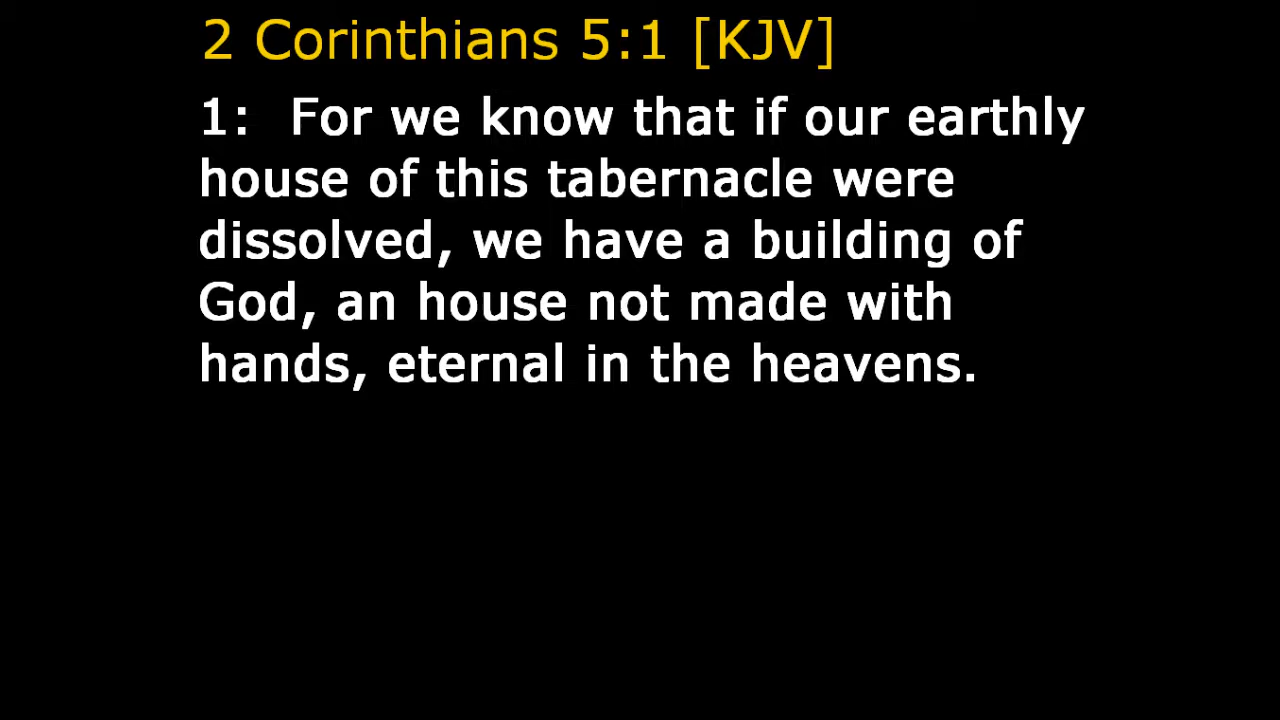 2 Corinthians 5:1 [KJV]
1: For we know that if our earthly
house of this tabernacle were
dissolved, we have a building of
God, an house not made with
hands, eternal in the heavens.